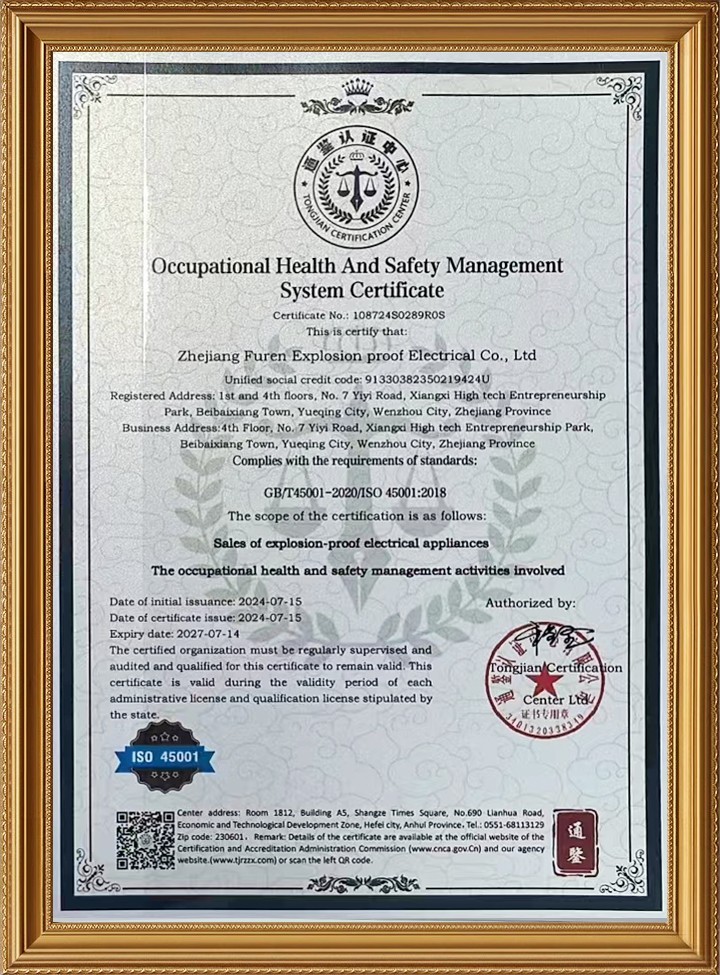 通鉴认证中心
TONGJIAN CERTIFICATION CENTER
Occupational Health And Safety Management
System Certificate
Certificate No.: 108724S0289R0S
This is certify that:
Zhejiang Furen Explosion proof Electrical Co., Ltd
Unified social credit code: 91330382350219424U
Registered Address: 1st and 4th floors, No. 7 Yiyi Road, Xiangxi High tech Entrepreneurship
Park, Beibaixiang Town, Yueqing City, Wenzhou City, Zhejiang Province
Business Address:4th Floor, No. 7 Yiyi Road, Xiangxi High tech Entrepreneurship Park,
Beibaixiang Town, Yueqing City, Wenzhou City, Zhejiang Province
Complies with the requirements of standards:
GB/T45001-2020/ISO 45001:2018
The scope of the certification is as follows:
Sales of explosion-proof electrical appliances
The occupational health and safety management activities involved
Date of initial issuance: 2024-07-15
Date of certificate issue: 2024-07-15
Expiry date: 2027-07-14
The certified organization must be regularly supervised and
audited and qualified for this certificate to remain valid. This
certificate is valid during the validity period of each
administrative license and qualification license stipulated by
the state.
Authorized by:
Tongjian Certification
Center Ltd
证书专用章
ISO 45001
Center address: Room 1812, Building A5, Shangze Times Square, No.690 Lianhua Road,
Economic and Technological Development Zone, Hefei city, Anhui Province, Tel.: 0551-68113129
Zip code: 230601, Remark: Details of the certificate are available at the official website of the
Certification and Accreditation Administration Commission (www.cnca.gov.Cn) and our agency
website.(www.tjrzzx.com) or scan the left QR code.
通鉴